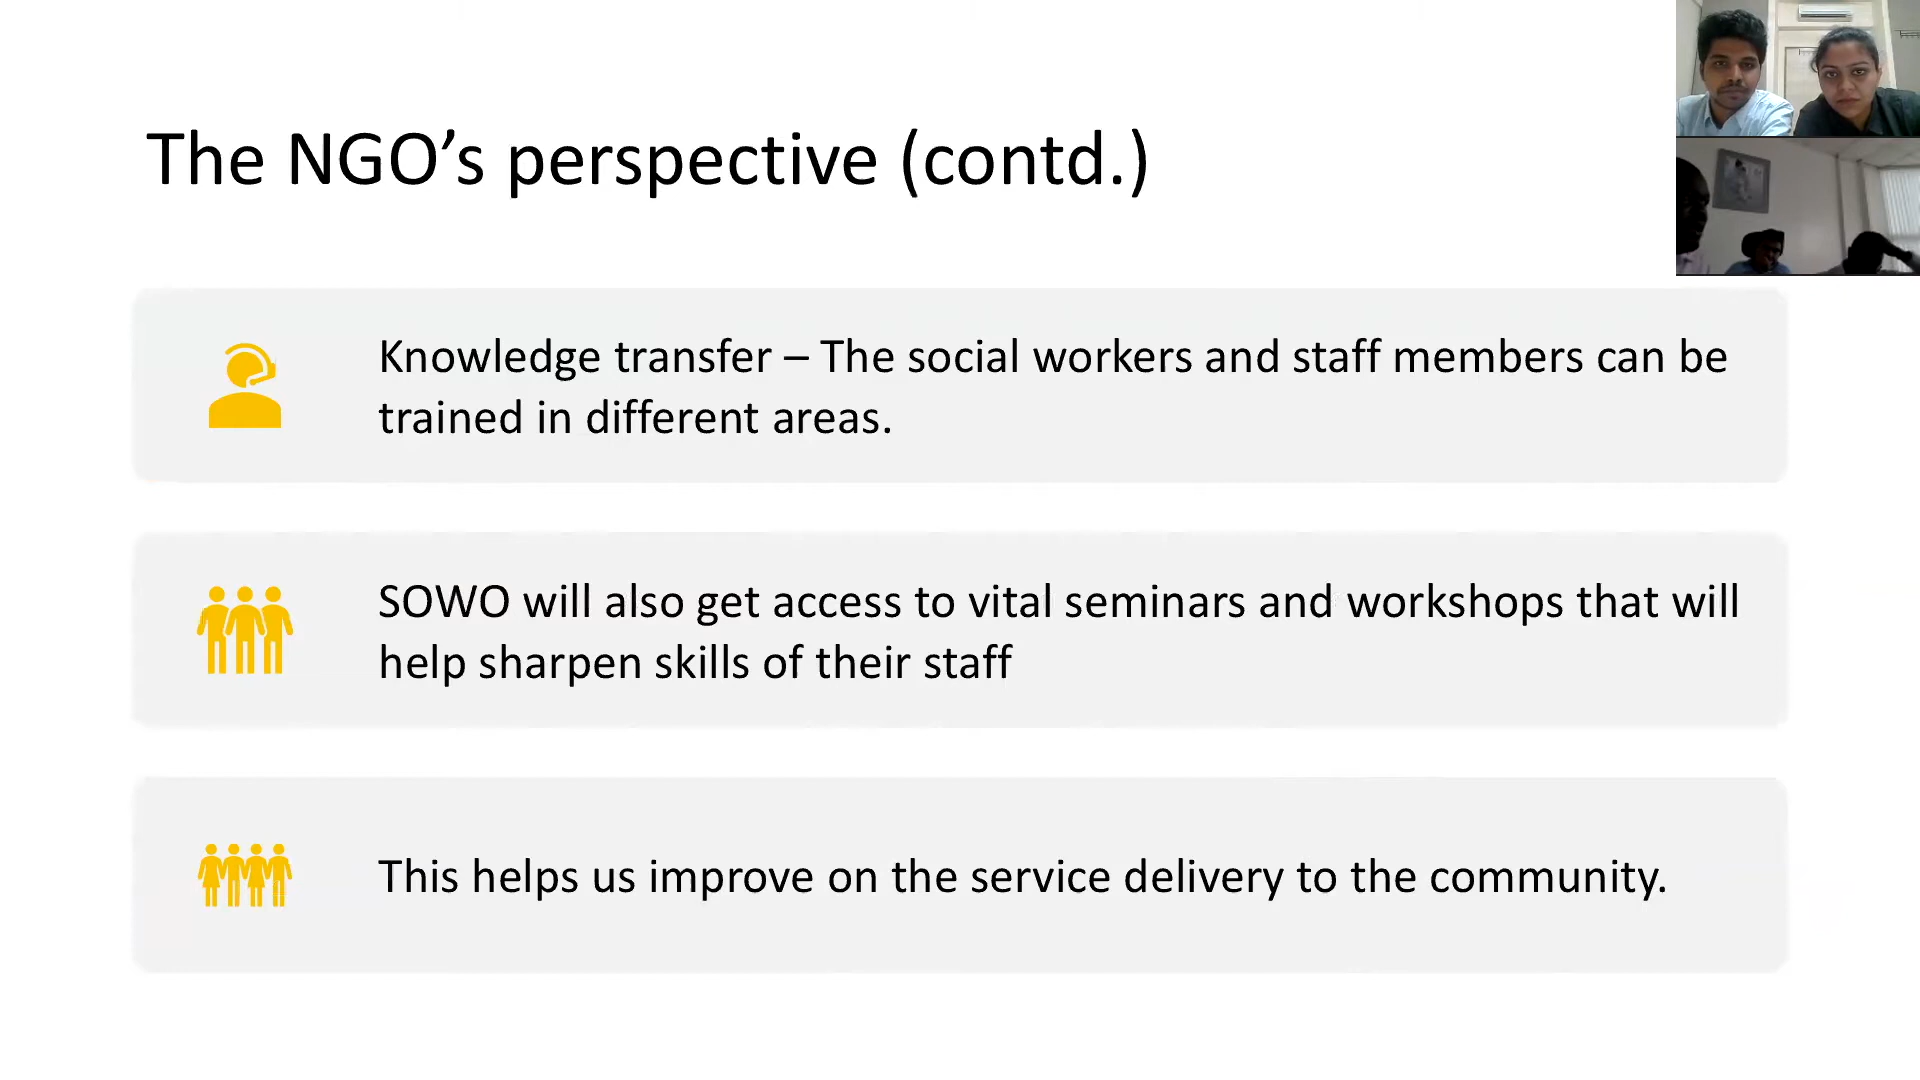 The NGO’s perspective (contd.)
Knowledge transfer – The social workers and staff members can be
trained in different areas.
SOWO will also get access to vital seminars and workshops that will
help sharpen skills of their staff
This helps us improve on the service delivery to the community.